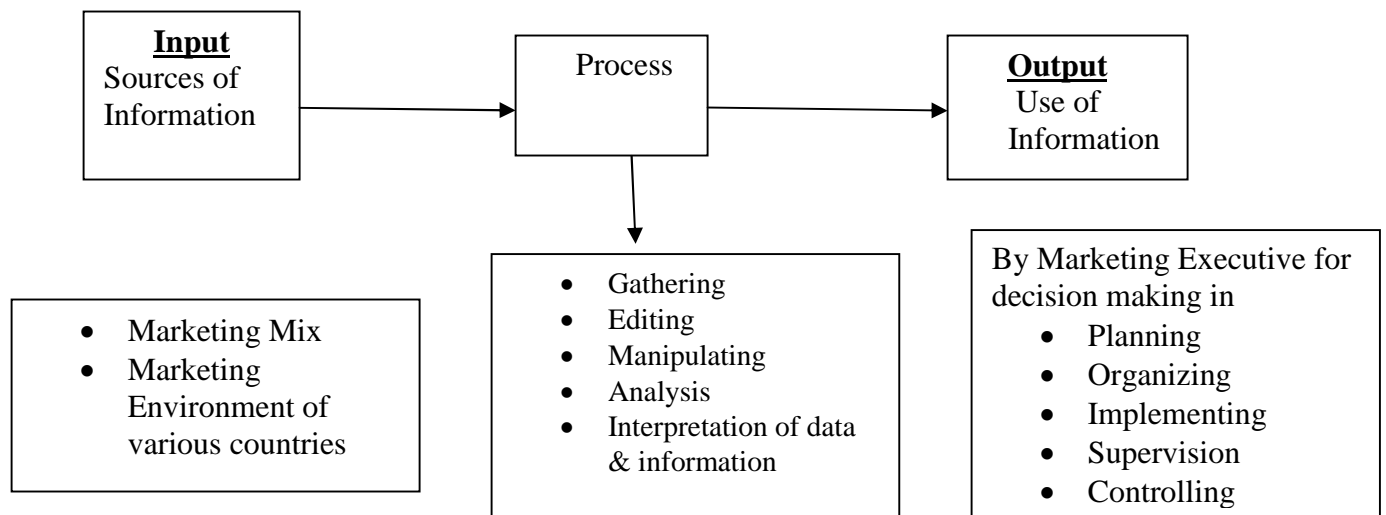 Input
Sources of
Information
Process
Output
Use of
Information
• Marketing Mix
• Marketing
Environment of
various countries
• Gathering
• Editing
• Manipulating
• Analysis
• Interpretation of data
& information
By Marketing Executive for
decision making in
• Planning
• Organizing
• Implementing
• Supervision
• Controlling